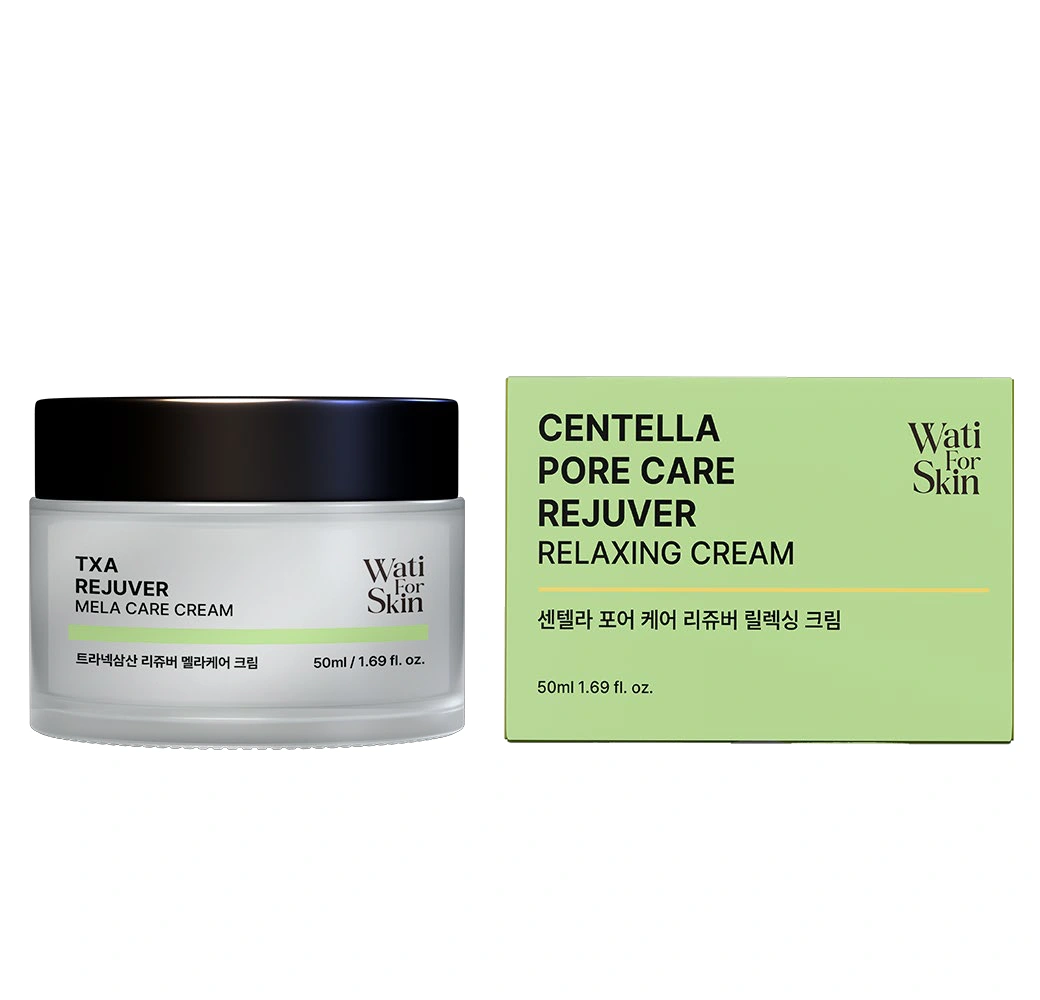 TXA
REJUVER
MELA CARE CREAM
Wati
For
Skin
트라넥삼산 리쥬버 멜라케어 크림
50ml / 1.69 fl. oz.
CENTELLA
PORE CARE
REJUVER
RELAXING CREAM
Wati
For
Skin
센텔라 포어 케어 리쥬버 릴렉싱 크림
50ml 1.69 fl. oz.